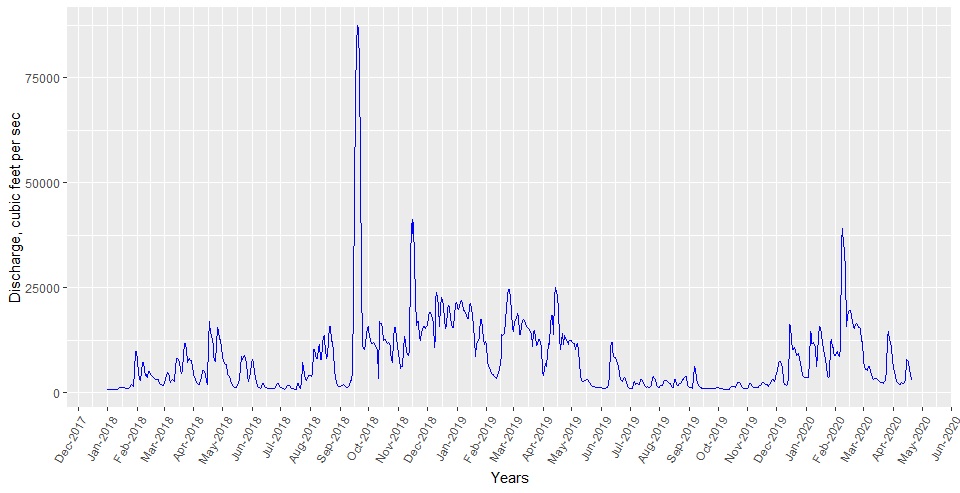 Discharge, cubic feet per sec
75000
50000
25000
0
Dec-2017
Jan-2018
Feb-2018
Mar-2018
Apr-2018
May-2018
Jun-2018
Jul-2018
Aug-2018
Sep-2018
Oct-2018
Nov-2018
Dec-2018
Jan-2019
Feb-2019
Mar-2019
Apr-2019
May-2019
Jun-2019
Jul-2019
Aug-2019
Sep-2019
Oct-2019
Nov-2019
Dec-2019
Jan-2020
Feb-2020
Mar-2020
Apr-2020
May-2020
Jun-2020
Years